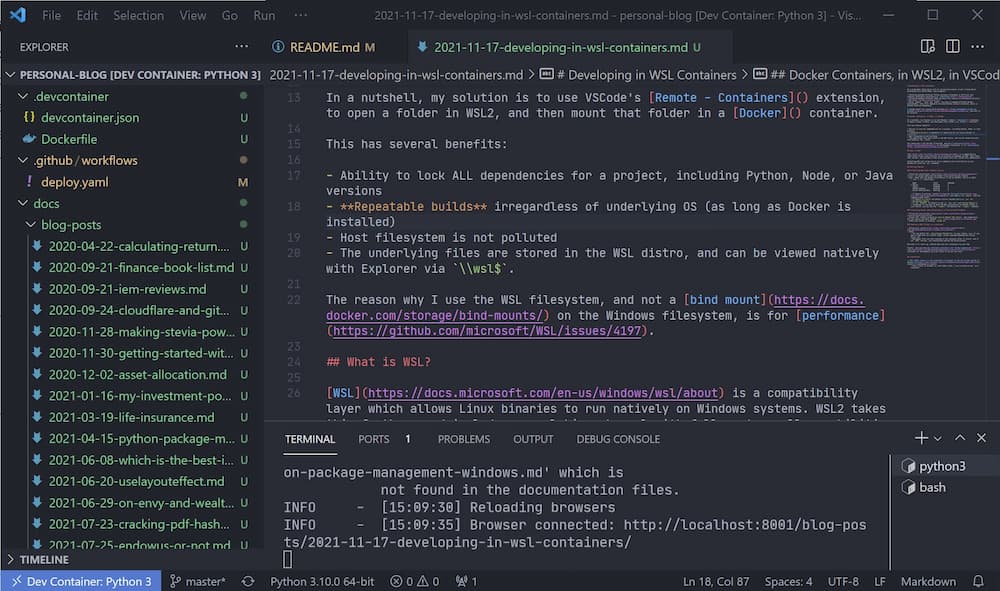 File Edit Selection View Go Run ··· 2021-11-17-developing-in-wsl-containers.md - personal-blog [Dev Container: Python 3] - Vis...
EXPLORER ···
README.md M
2021-11-17-developing-in-wsl-containers.md U
PERSONAL-BLOG [DEV CONTAINER: PYTHON 3]
.devcontainer
{} devcontainer.json U
Dockerfile U
.github / workflows
! deploy.yaml M
docs
blog-posts
2020-04-22-calculating-return... U
2020-09-21-finance-book-list.md U
2020-09-21-iem-reviews.md U
2020-09-24-cloudflare-and-git... U
2020-11-28-making-stevia-pow... U
2020-11-30-getting-started-wit... U
2020-12-02-asset-allocation.md U
2021-01-16-my-investment-po... U
2021-03-19-life-insurance.md U
2021-04-15-python-package-m... U
2021-06-08-which-is-the-best-i... U
2021-06-20-uselayouteffect.md U
2021-06-29-on-envy-and-wealt... U
2021-07-23-cracking-pdf-hash... U
2021-07-25-endowus-or-not.md U
TIMELINE
2021-11-17-developing-in-wsl-containers.md > # Developing in WSL Containers > ## Docker Containers, in WSL2, in VSCod
13 In a nutshell, my solution is to use VSCode's [Remote - Containers]() extension,
to open a folder in WSL2, and then mount that folder in a [Docker]() container.
14
15 This has several benefits:
16
17 - Ability to lock ALL dependencies for a project, including Python, Node, or Java
versions
18 - **Repeatable builds** irregardless of underlying OS (as long as Docker is
installed)
19 - Host filesystem is not polluted
20 - The underlying files are stored in the WSL distro, and can be viewed natively
with Explorer via `\\wsl$`.
21
22 The reason why I use the WSL filesystem, and not a [bind mount](https://docs.
docker.com/storage/bind-mounts/) on the Windows filesystem, is for [performance]
(https://github.com/microsoft/WSL/issues/4197).
23
24 ## What is WSL?
25
26 [WSL](https://docs.microsoft.com/en-us/windows/wsl/about) is a compatibility
layer which allows Linux binaries to run natively on Windows systems. WSL2 takes
TERMINAL PORTS 1 PROBLEMS OUTPUT DEBUG CONSOLE
on-package-management-windows.md' which is
not found in the documentation files.
INFO - [15:09:30] Reloading browsers
INFO - [15:09:35] Browser connected: http://localhost:8001/blog-pos
ts/2021-11-17-developing-in-wsl-containers/
python3
bash
Dev Container: Python 3 master* Python 3.10.0 64-bit 0 0 1 Ln 18, Col 87 Spaces: 4 UTF-8 LF Markdown